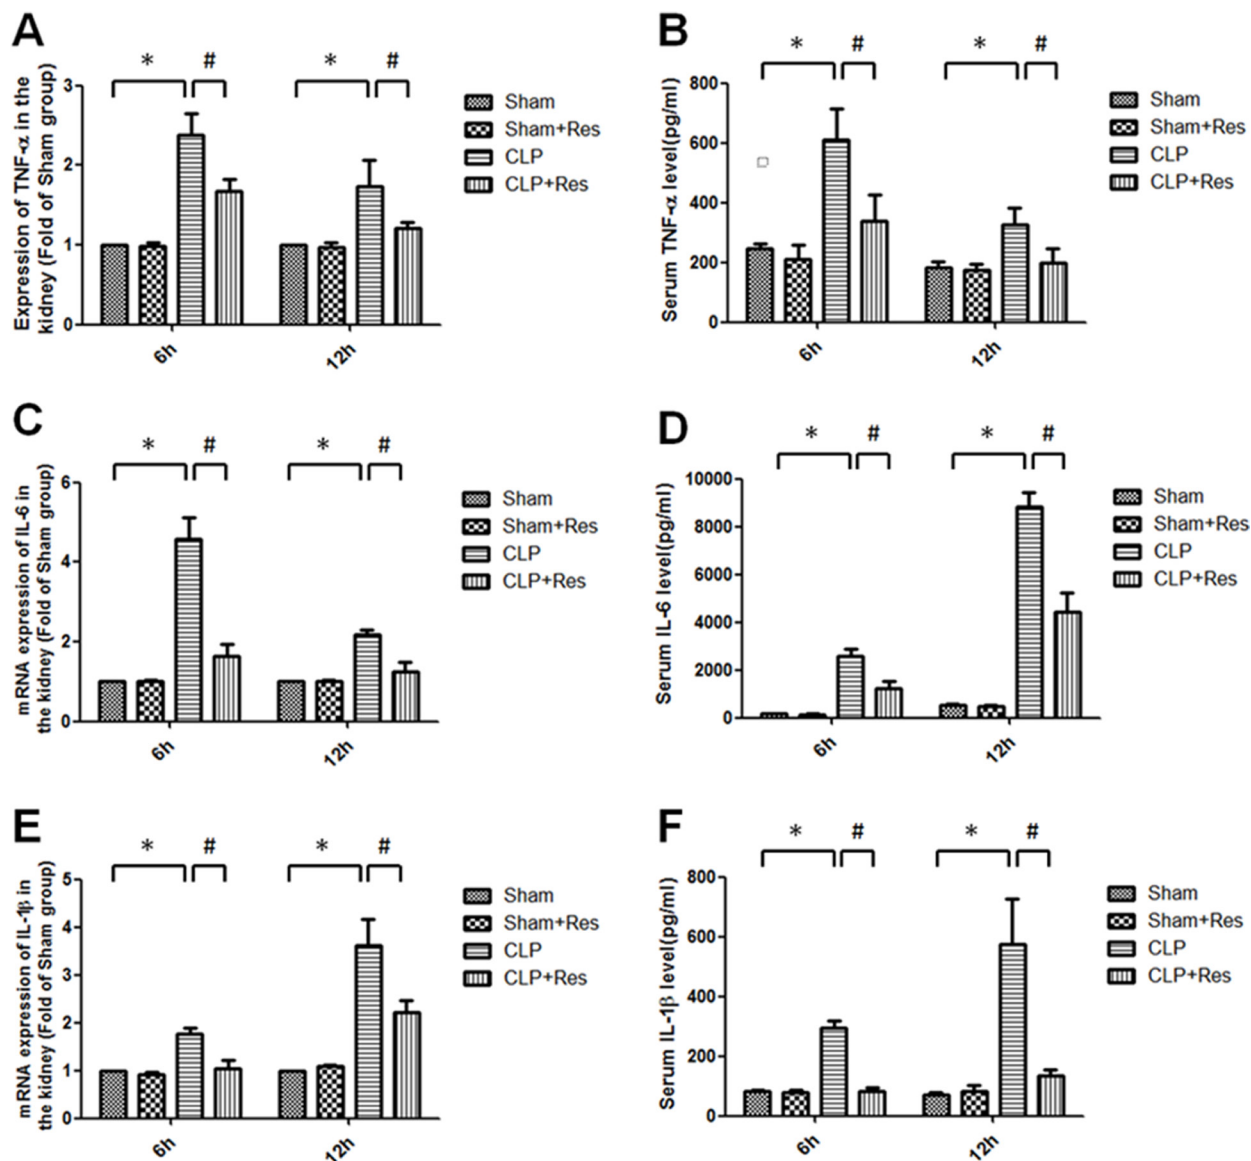 A
* # * #
Expression of TNF-α in the
kidney (Fold of Sham group)
3
2
1
0
6h 12h
Sham
Sham+Res
CLP
CLP+Res
B
* # * #
Serum TNF-α level(pg/ml)
800
600
400
200
0
6h 12h
Sham
Sham+Res
CLP
CLP+Res
C
* # * #
mRNA expression of IL-6 in
the kidney (Fold of Sham group)
6
4
2
0
6h 12h
Sham
Sham+Res
CLP
CLP+Res
D
* # * #
Serum IL-6 level(pg/ml)
10000
8000
6000
4000
2000
0
6h 12h
Sham
Sham+Res
CLP
CLP+Res
E
* # * #
mRNA expression of IL-1β in
the kidney (Fold of Sham group)
5
4
3
2
1
0
6h 12h
Sham
Sham+Res
CLP
CLP+Res
F
* # * #
Serum IL-1β level(pg/ml)
800
600
400
200
0
6h 12h
Sham
Sham+Res
CLP
CLP+Res